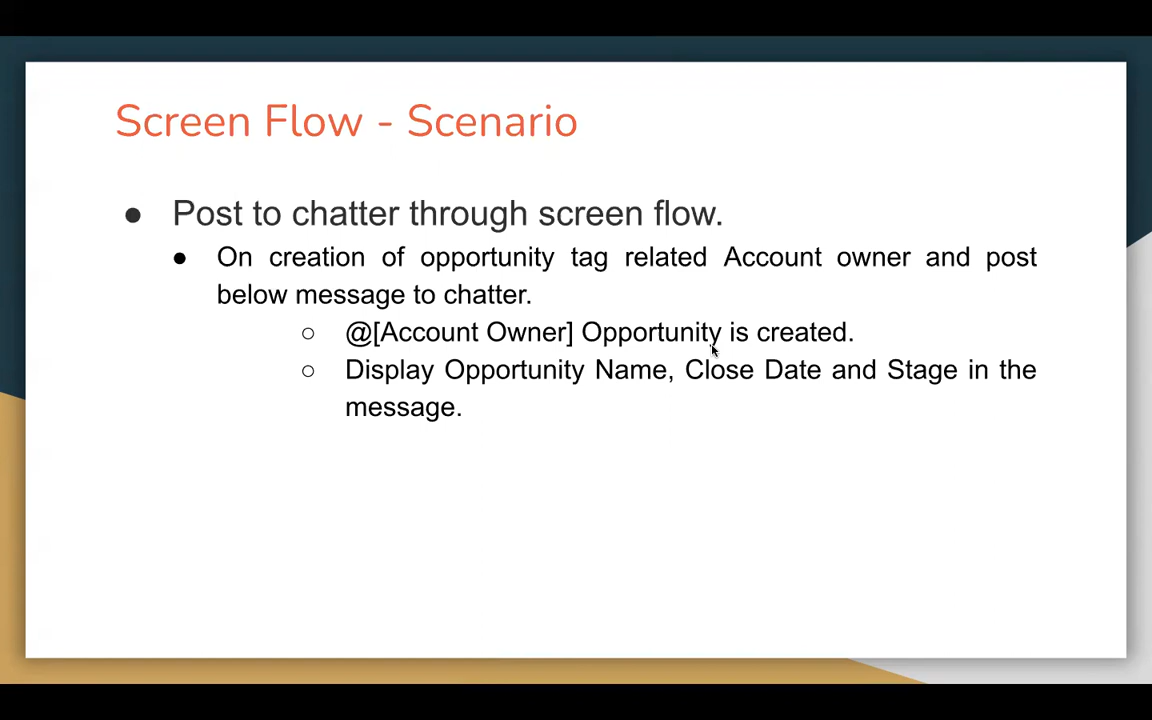 Screen Flow - Scenario
● Post to chatter through screen flow.
● On creation of opportunity tag related Account owner and post
below message to chatter.
○ @[Account Owner] Opportunity is created.
○ Display Opportunity Name, Close Date and Stage in the
message.